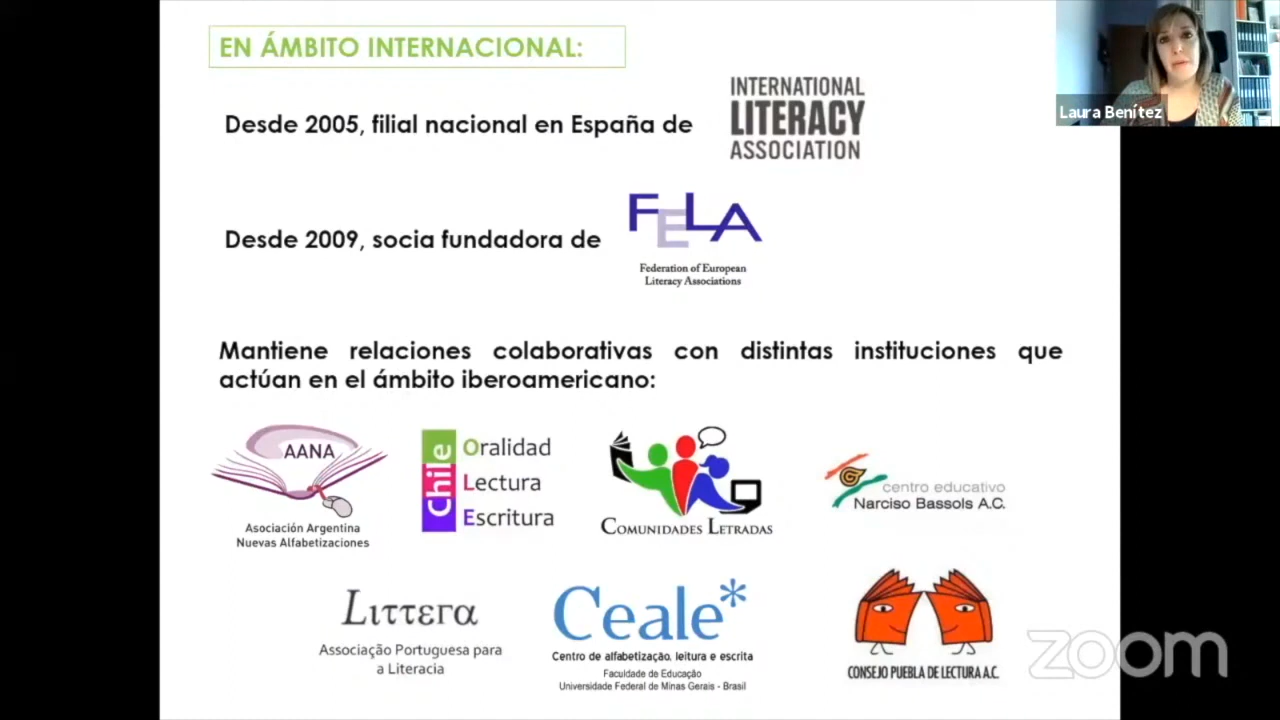 EN ÁMBITO INTERNACIONAL:
Laura Benítez
Desde 2005, filial nacional en España de
INTERNATIONAL
LITERACY
ASSOCIATION
Desde 2009, socia fundadora de
FELA
Federation of European
Literacy Associations
Mantiene relaciones colaborativas con distintas instituciones que
actúan en el ámbito iberoamericano:
AANA
Asociación Argentina
Nuevas Alfabetizaciones
Chile
Oralidad
Lectura
Escritura
COMUNIDADES LETRADAS
centro educativo
Narciso Bassols A.C.
Littera
Associação Portuguesa para
a Literacia
Ceale*
Centro de alfabetização, leitura e escrita
Faculdade de Educação
Universidade Federal de Minas Gerais - Brasil
CONSEJO PUEBLA DE LECTURA A.C.
zoom